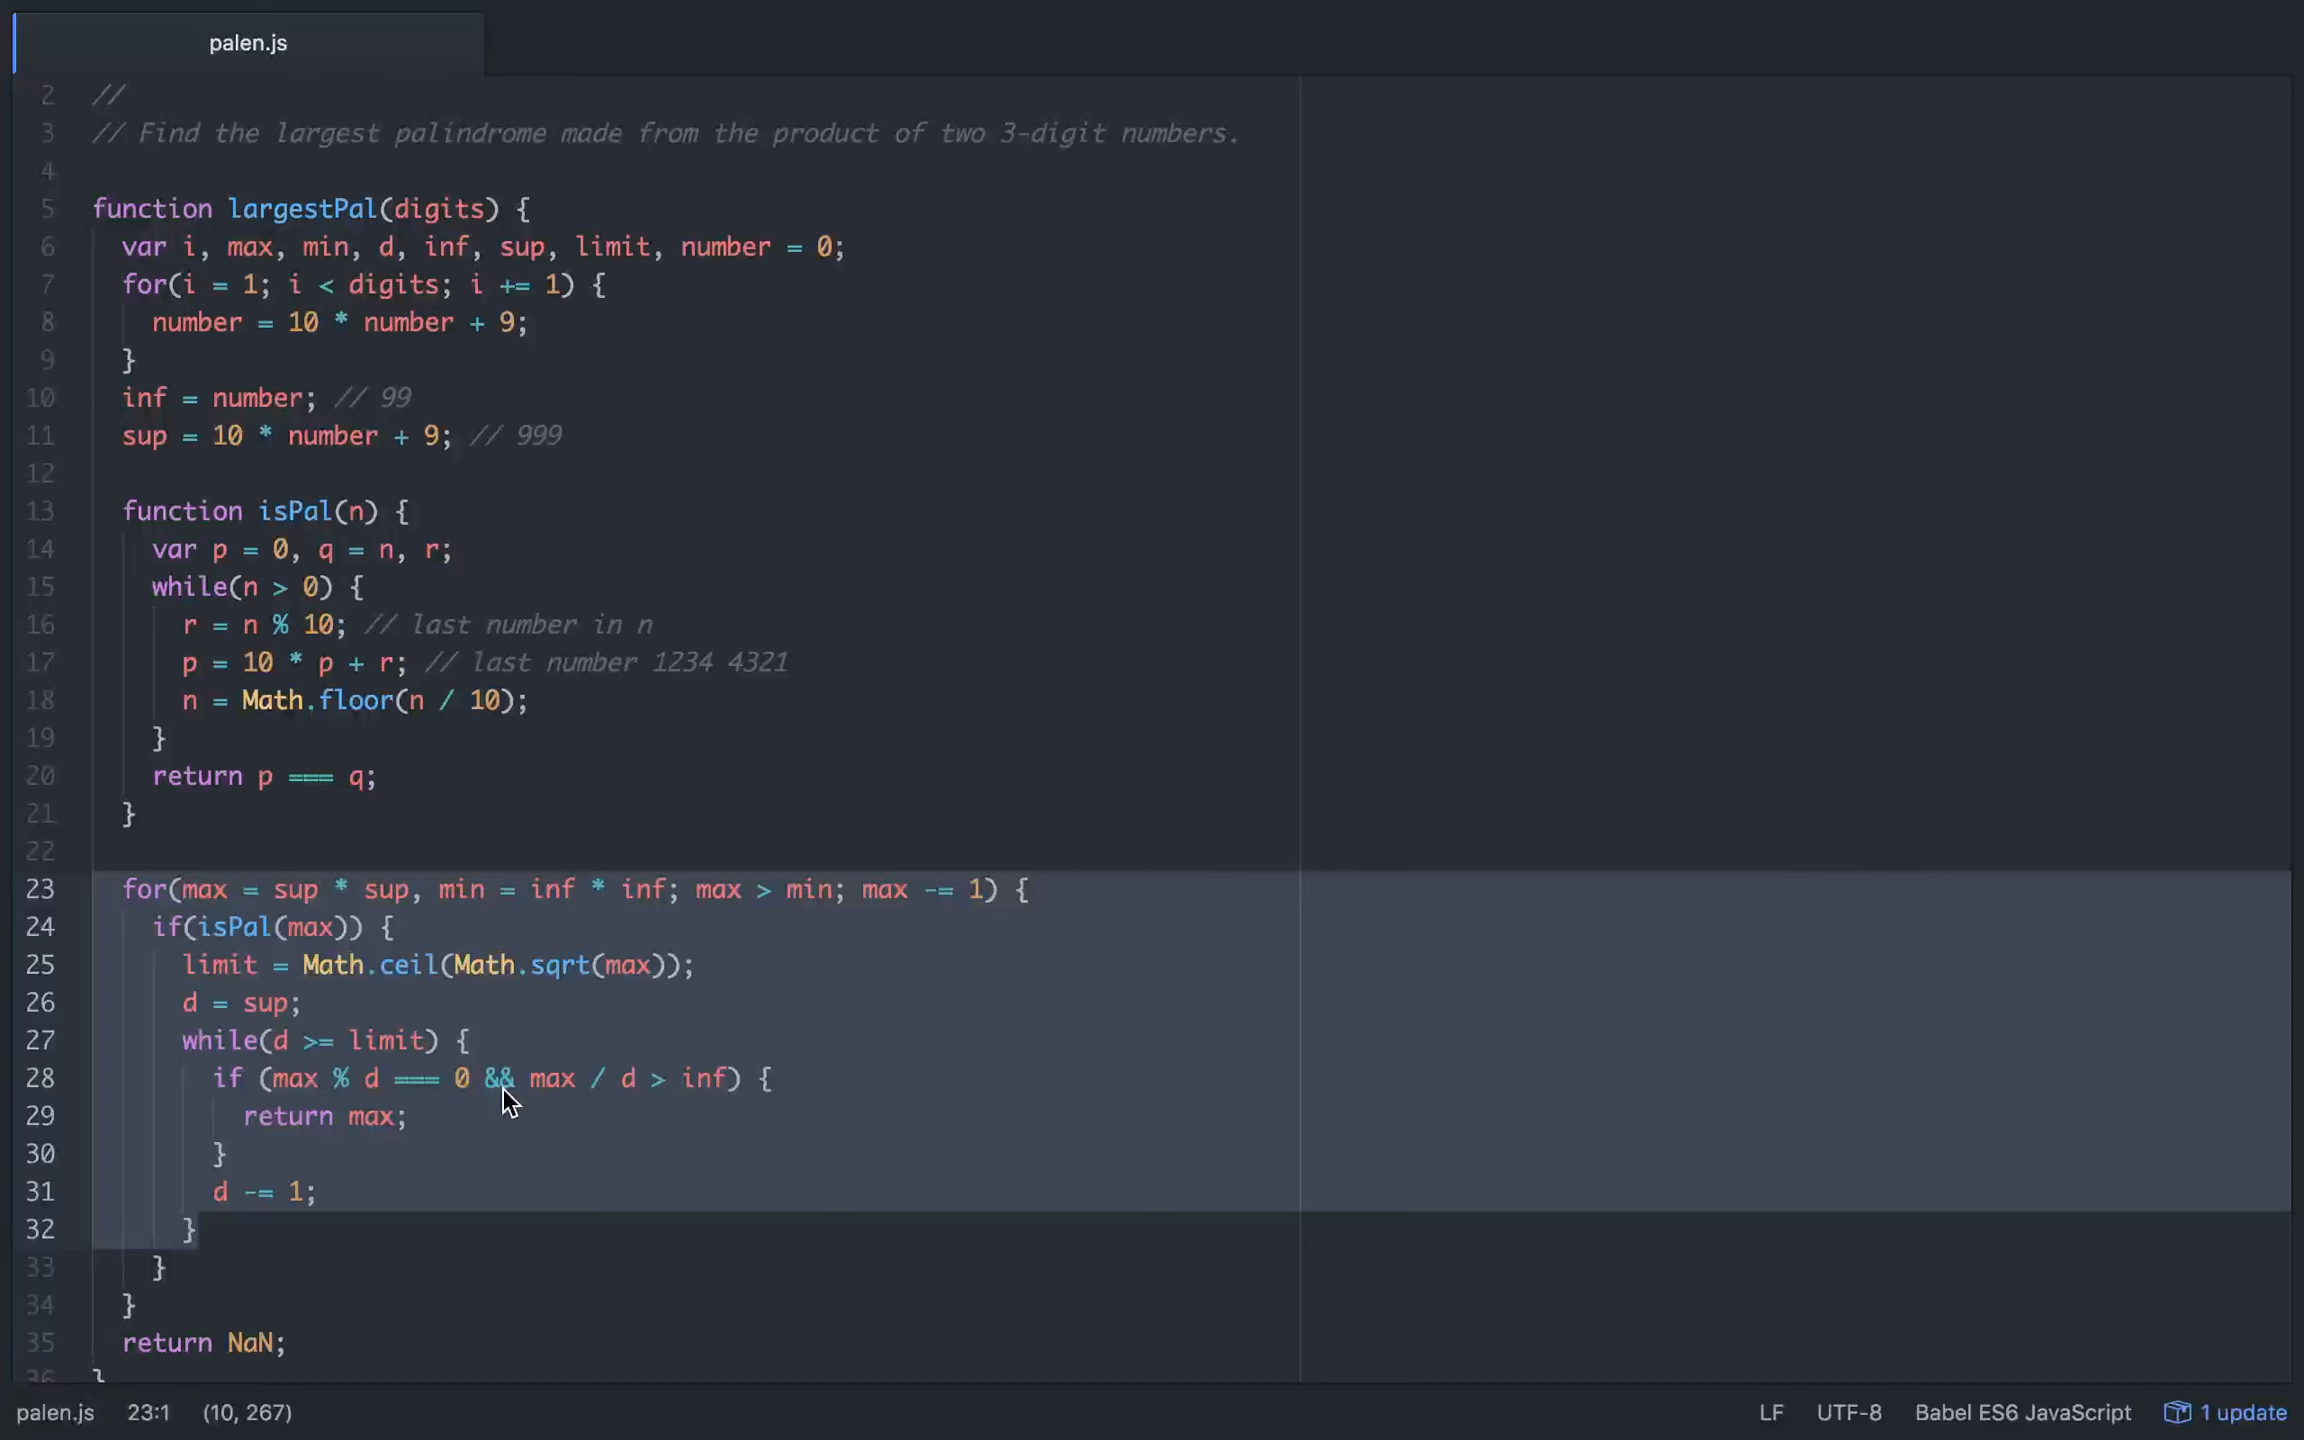 palen.js
2 //
3 // Find the largest palindrome made from the product of two 3-digit numbers.
4
5 function largestPal(digits) {
6 var i, max, min, d, inf, sup, limit, number = 0;
7 for(i = 1; i < digits; i += 1) {
8 number = 10 * number + 9;
9 }
10 inf = number; // 99
11 sup = 10 * number + 9; // 999
12
13 function isPal(n) {
14 var p = 0, q = n, r;
15 while(n > 0) {
16 r = n % 10; // last number in n
17 p = 10 * p + r; // last number 1234 4321
18 n = Math.floor(n / 10);
19 }
20 return p === q;
21 }
22
23 for(max = sup * sup, min = inf * inf; max > min; max -= 1) {
24 if(isPal(max)) {
25 limit = Math.ceil(Math.sqrt(max));
26 d = sup;
27 while(d >= limit) {
28 if (max % d === 0 && max / d > inf) {
29 return max;
30 }
31 d -= 1;
32 }
33 }
34 }
35 return NaN;
36 }
palen.js 23:1 (10, 267) LF UTF-8 Babel ES6 JavaScript 1 update